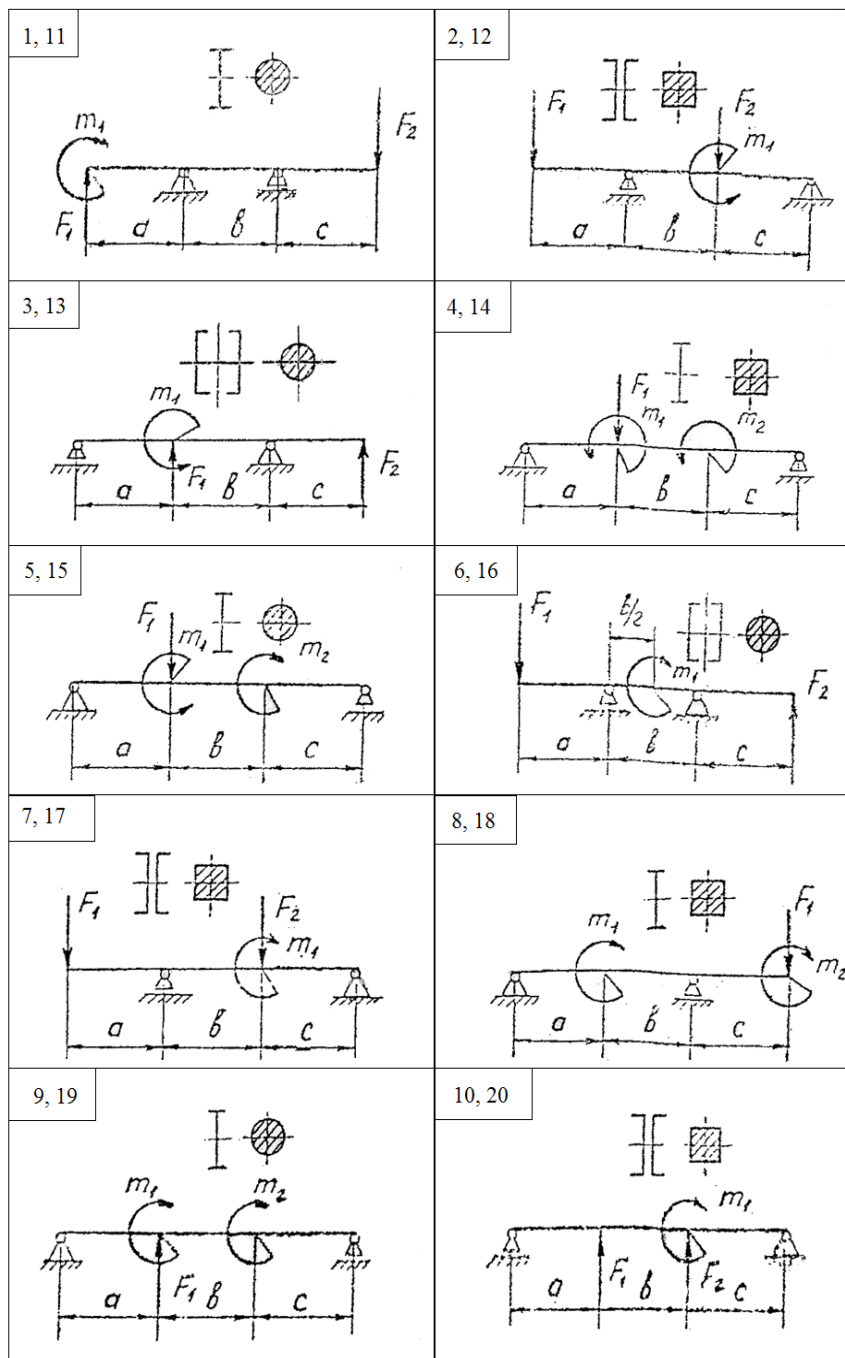 1, 11
m₁
F₂
F₁
a
в
c
2, 12
F₁
F₂
m₁
a
в
c
3, 13
m₁
F₁
F₂
a
в
c
4, 14
F₁
m₁
m₂
a
в
c
5, 15
F₁
m₁
m₂
a
в
c
6, 16
F₁
в/2
m₁
F₂
a
в
c
7, 17
F₁
F₂
m₁
a
в
c
8, 18
m₁
F₁
m₂
a
в
c
9, 19
m₁
m₂
F₁
a
в
c
10, 20
m₁
F₁
F₂
a
в
c